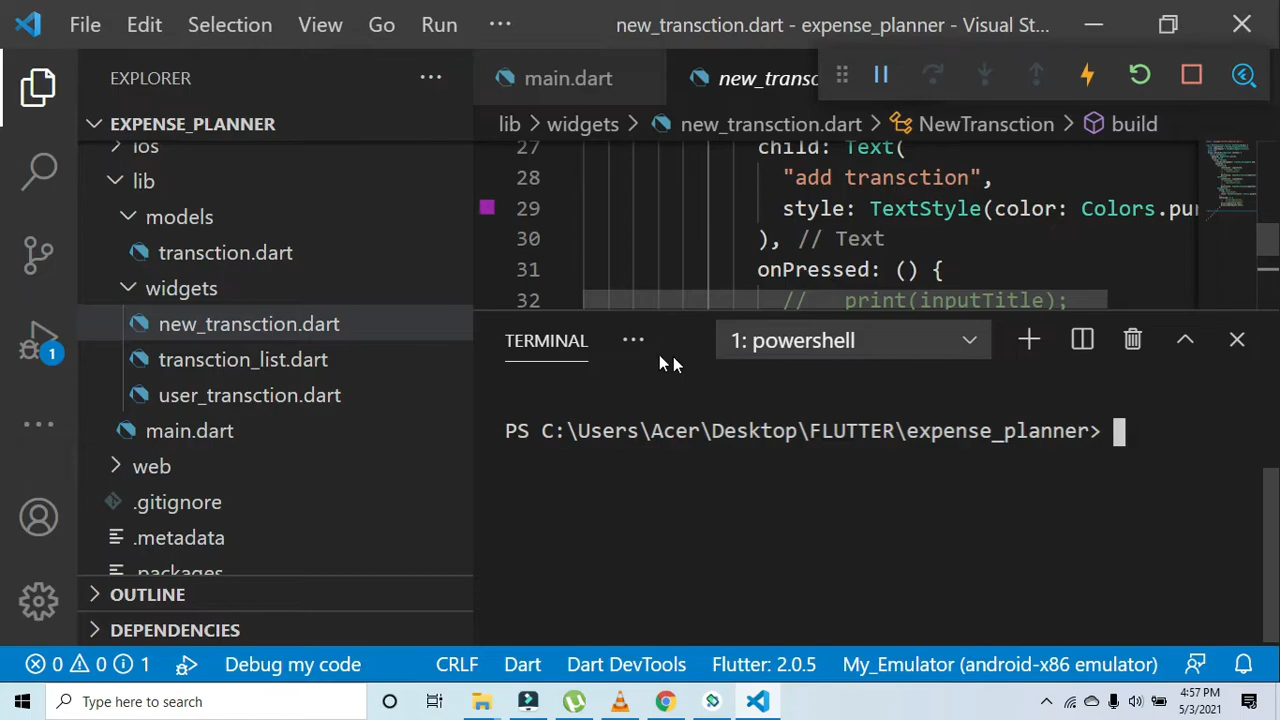 File Edit Selection View Go Run ··· new_transction.dart - expense_planner - Visual St...
EXPLORER ···
main.dart
new_transc
EXPENSE_PLANNER
lib > widgets > new_transction.dart > NewTransction > build
ios
lib
models
transction.dart
widgets
new_transction.dart
transction_list.dart
user_transction.dart
main.dart
web
.gitignore
.metadata
.packages
OUTLINE
DEPENDENCIES
27 child: Text(
28 "add transction",
29 style: TextStyle(color: Colors.pur
30 ), // Text
31 onPressed: () {
32 // print(inputTitle);
TERMINAL ··· 1: powershell
PS C:\Users\Acer\Desktop\FLUTTER\expense_planner>
1
0 0 1 Debug my code CRLF Dart Dart DevTools Flutter: 2.0.5 My_Emulator (android-x86 emulator)
Type here to search
4:57 PM
5/3/2021